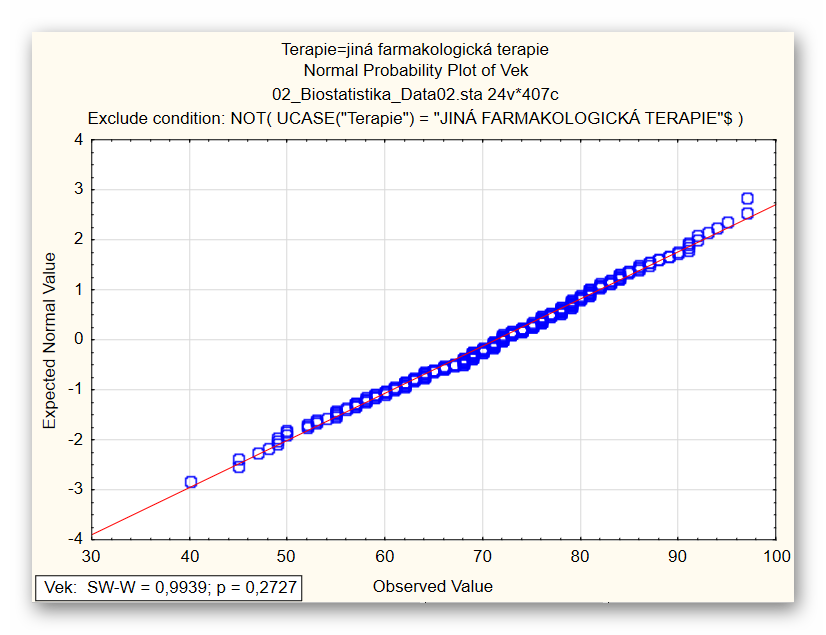 Terapie=jiná farmakologická terapie
Normal Probability Plot of Vek
02_Biostatistika_Data02.sta 24v*407c
Exclude condition: NOT( UCASE("Terapie") = "JINÁ FARMAKOLOGICKÁ TERAPIE"$ )
4
3
2
1
0
-1
-2
-3
-4
Expected Normal Value
30 40 50 60 70 80 90 100
Observed Value
Vek: SW-W = 0,9939; p = 0,2727